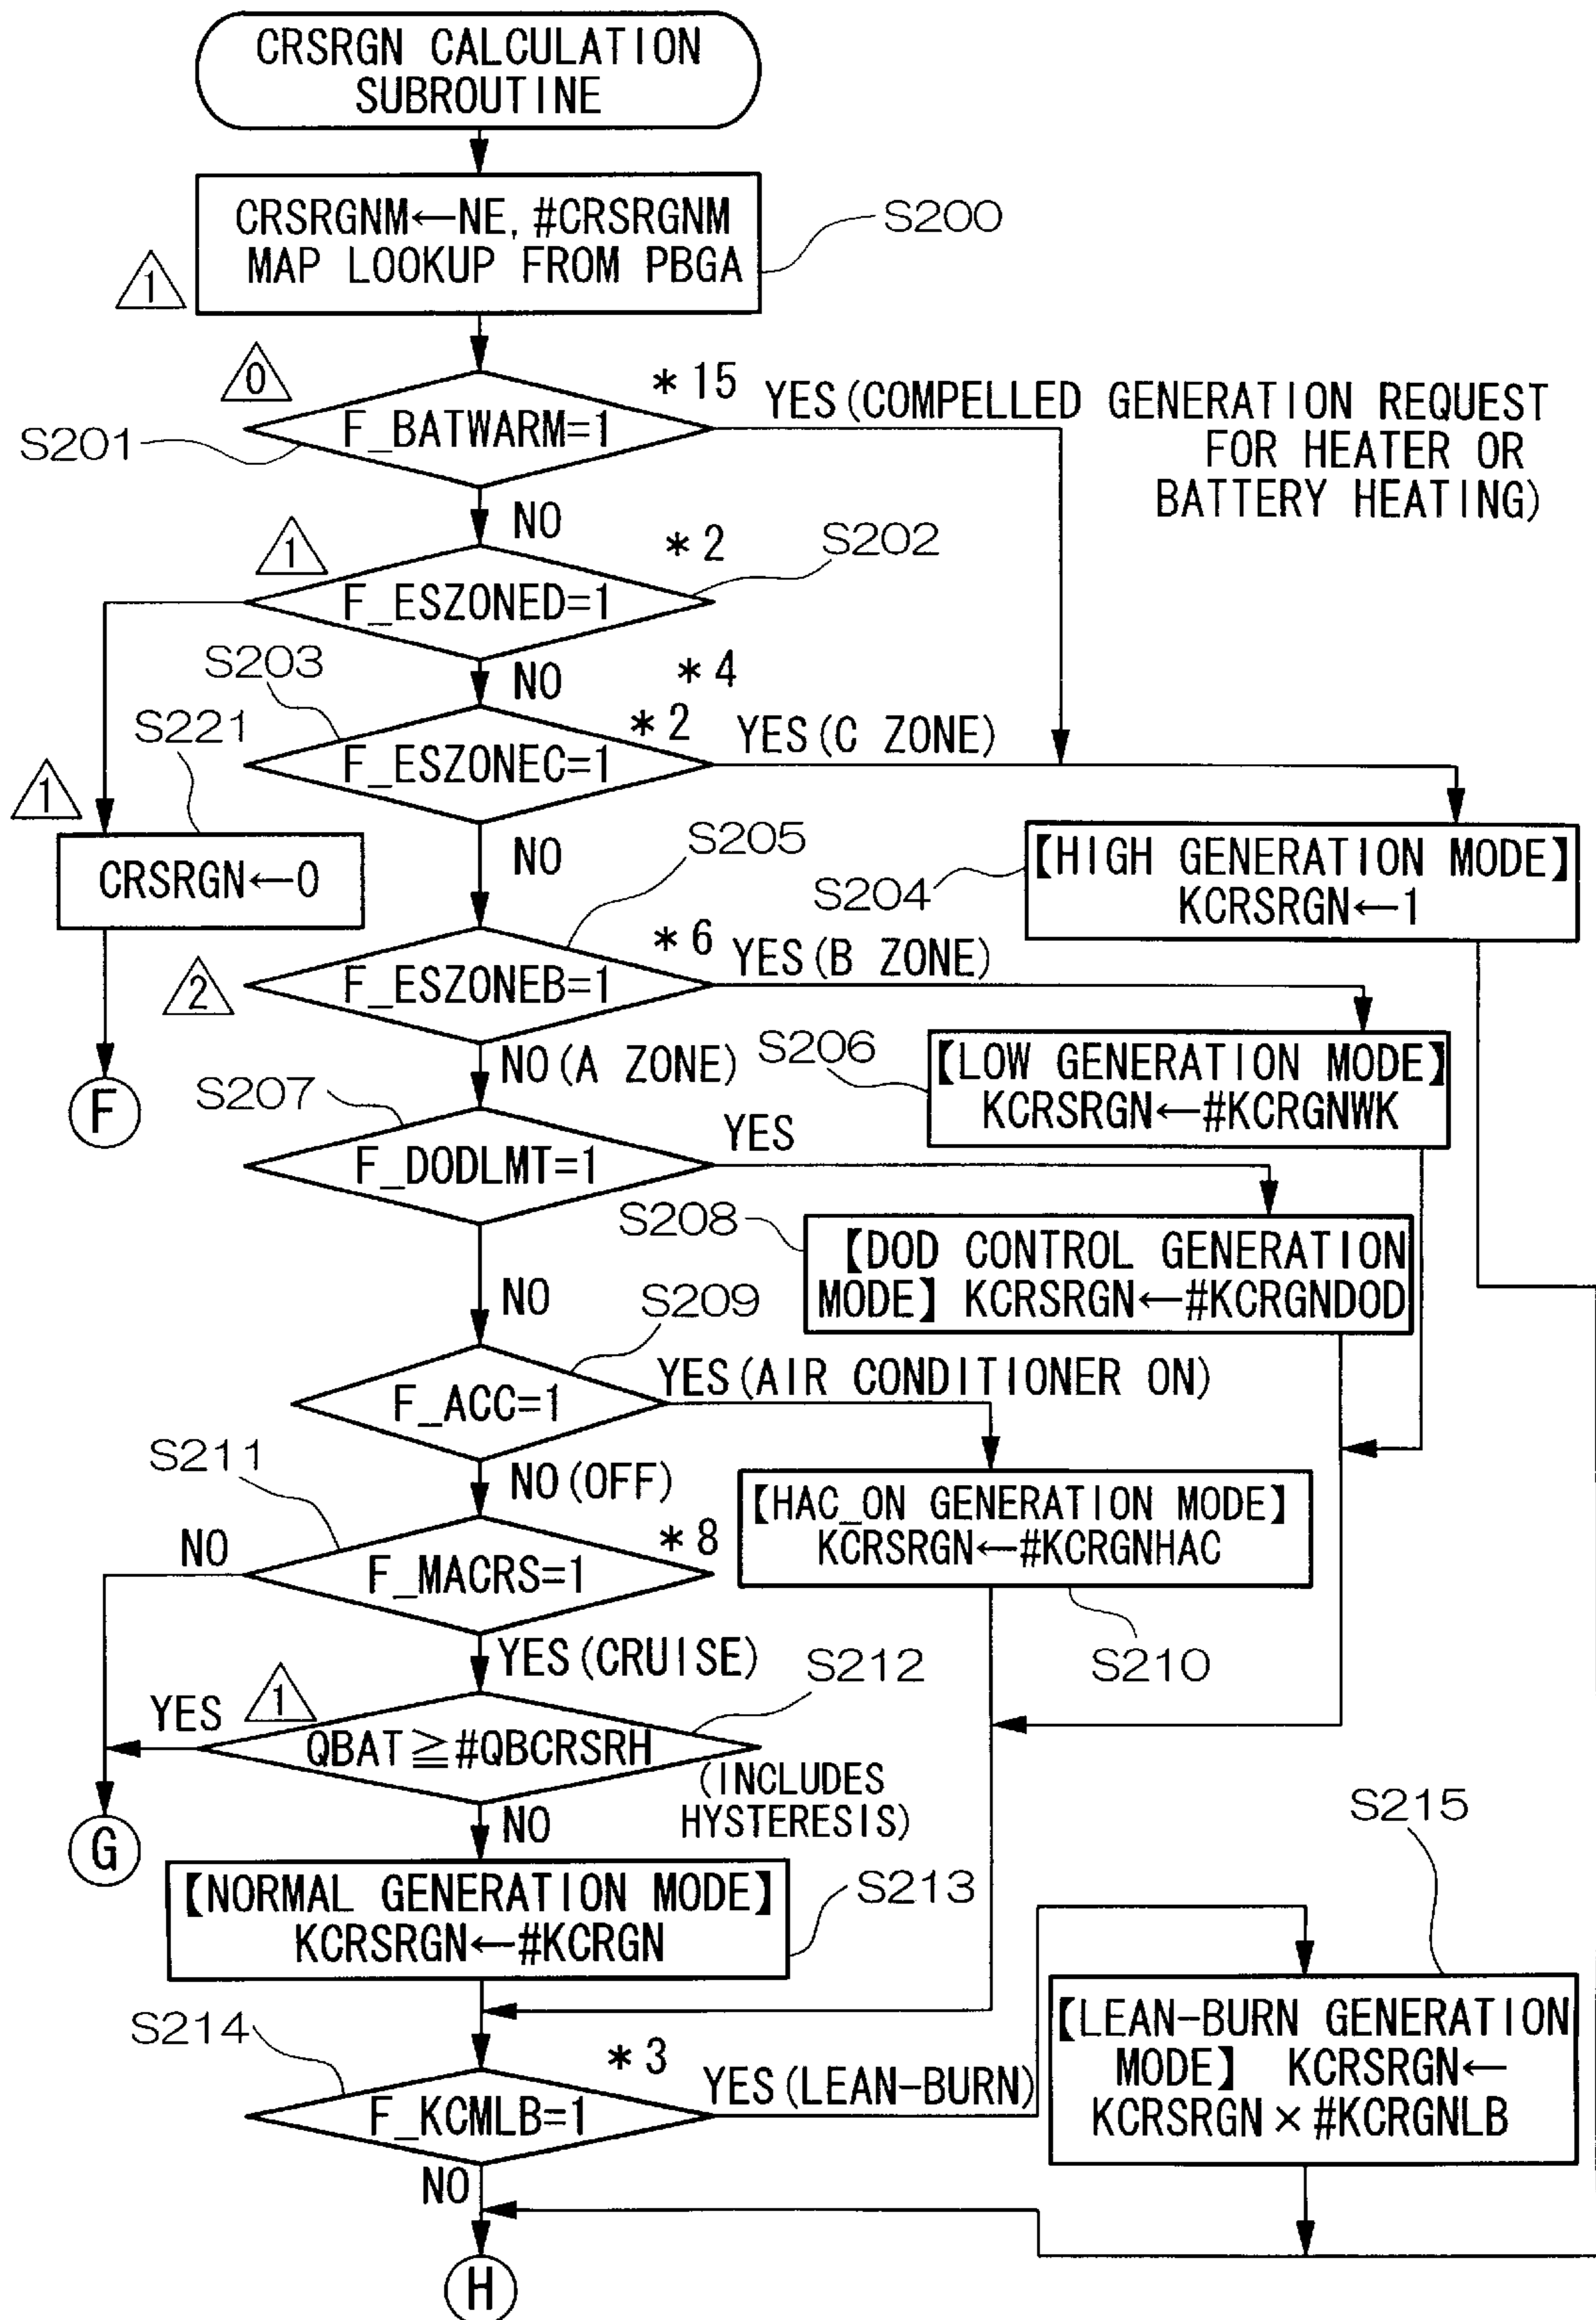 CRSRGN CALCULATION
SUBROUTINE
CRSRGNM←NE, #CRSRGNM
MAP LOOKUP FROM PBGA
S200
1
0
*15
YES (COMPELLED GENERATION REQUEST
FOR HEATER OR
BATTERY HEATING)
F_BATWARM=1
S201
NO
1
*2
S202
F_ESZONED=1
S203
NO
*4
S221
*2
YES (C ZONE)
F_ESZONEC=1
1
CRSRGN←0
NO
S205
【HIGH GENERATION MODE】
KCRSRGN←1
S204
*6
YES (B ZONE)
F_ESZONEB=1
2
NO (A ZONE)
S206
【LOW GENERATION MODE】
KCRSRGN←#KCRGNWK
F
S207
YES
F_DODLMT=1
S208
【DOD CONTROL GENERATION
MODE】 KCRSRGN←#KCRGNDOD
NO
S209
YES (AIR CONDITIONER ON)
F_ACC=1
S211
NO (OFF)
【HAC_ON GENERATION MODE】
KCRSRGN←#KCRGNHAC
NO
*8
F_MACRS=1
YES (CRUISE)
S212
S210
YES
1
QBAT≧#QBCRSRH
(INCLUDES
HYSTERESIS)
NO
G
S215
【NORMAL GENERATION MODE】
KCRSRGN←#KCRGN
S213
S214
*3
YES (LEAN-BURN)
F_KCMLB=1
【LEAN-BURN GENERATION
MODE】 KCRSRGN←
KCRSRGN×#KCRGNLB
NO
H